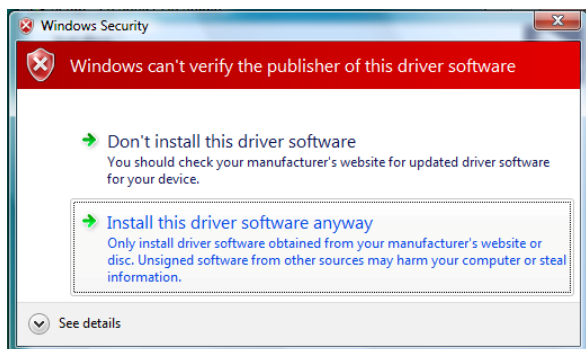 Windows Security
Windows can't verify the publisher of this driver software
Don't install this driver software
You should check your manufacturer's website for updated driver software
for your device.
Install this driver software anyway
Only install driver software obtained from your manufacturer's website or
disc. Unsigned software from other sources may harm your computer or steal
information.
See details